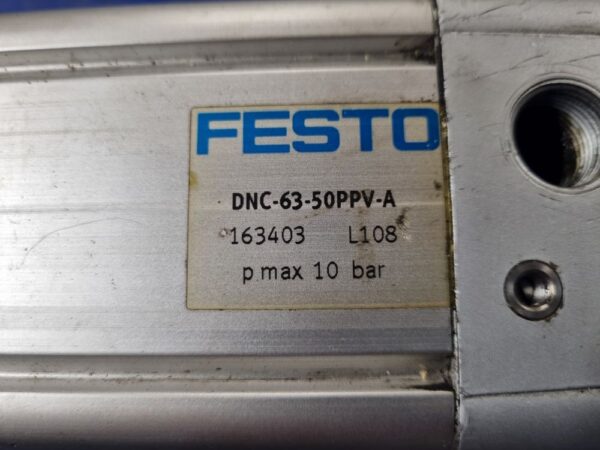 FESTO
DNC-63-50PPV-A
163403 L108
p max 10 bar